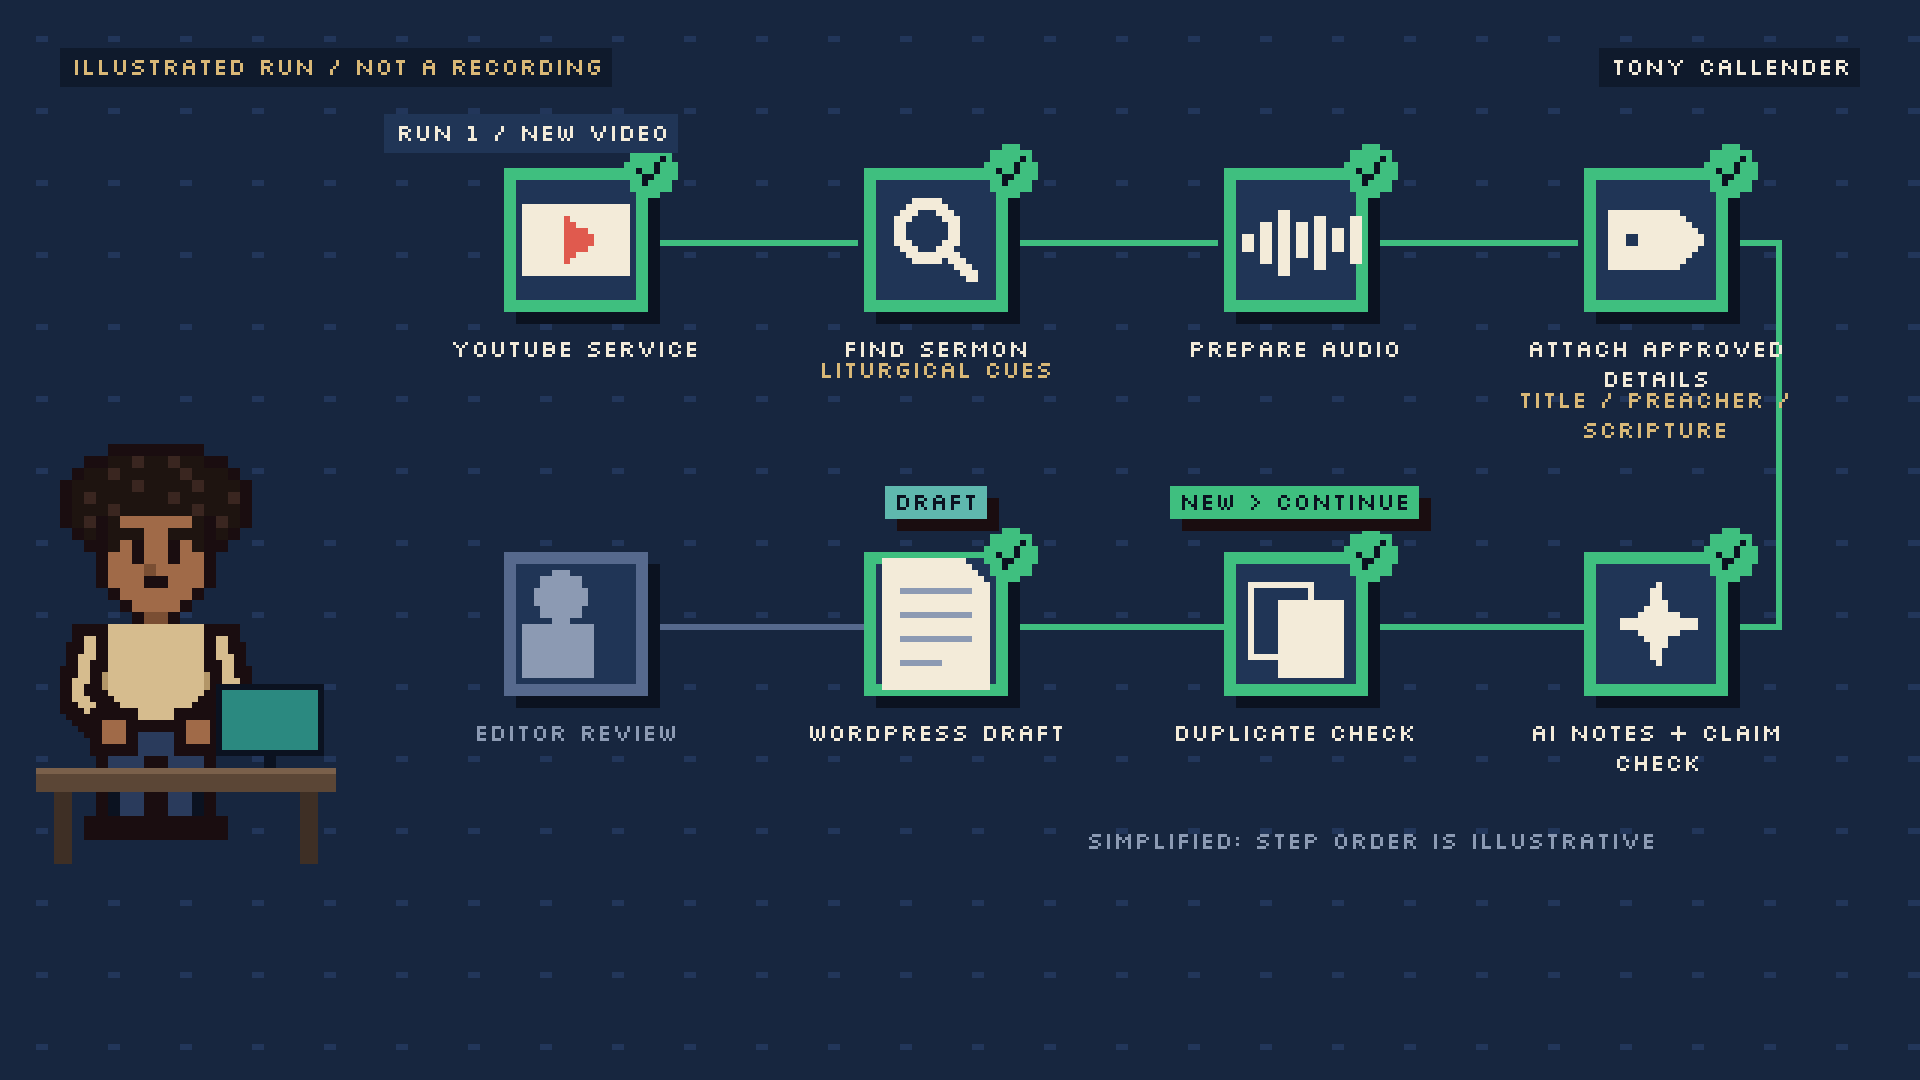 ILLUSTRATED RUN / NOT A RECORDING
TONY CALLENDER
RUN 1 / NEW VIDEO
YOUTUBE SERVICE
FIND SERMON
LITURGICAL CUES
PREPARE AUDIO
ATTACH APPROVED
DETAILS
TITLE / PREACHER /
SCRIPTURE
DRAFT
NEW > CONTINUE
EDITOR REVIEW
WORDPRESS DRAFT
DUPLICATE CHECK
AI NOTES + CLAIM
CHECK
SIMPLIFIED: STEP ORDER IS ILLUSTRATIVE